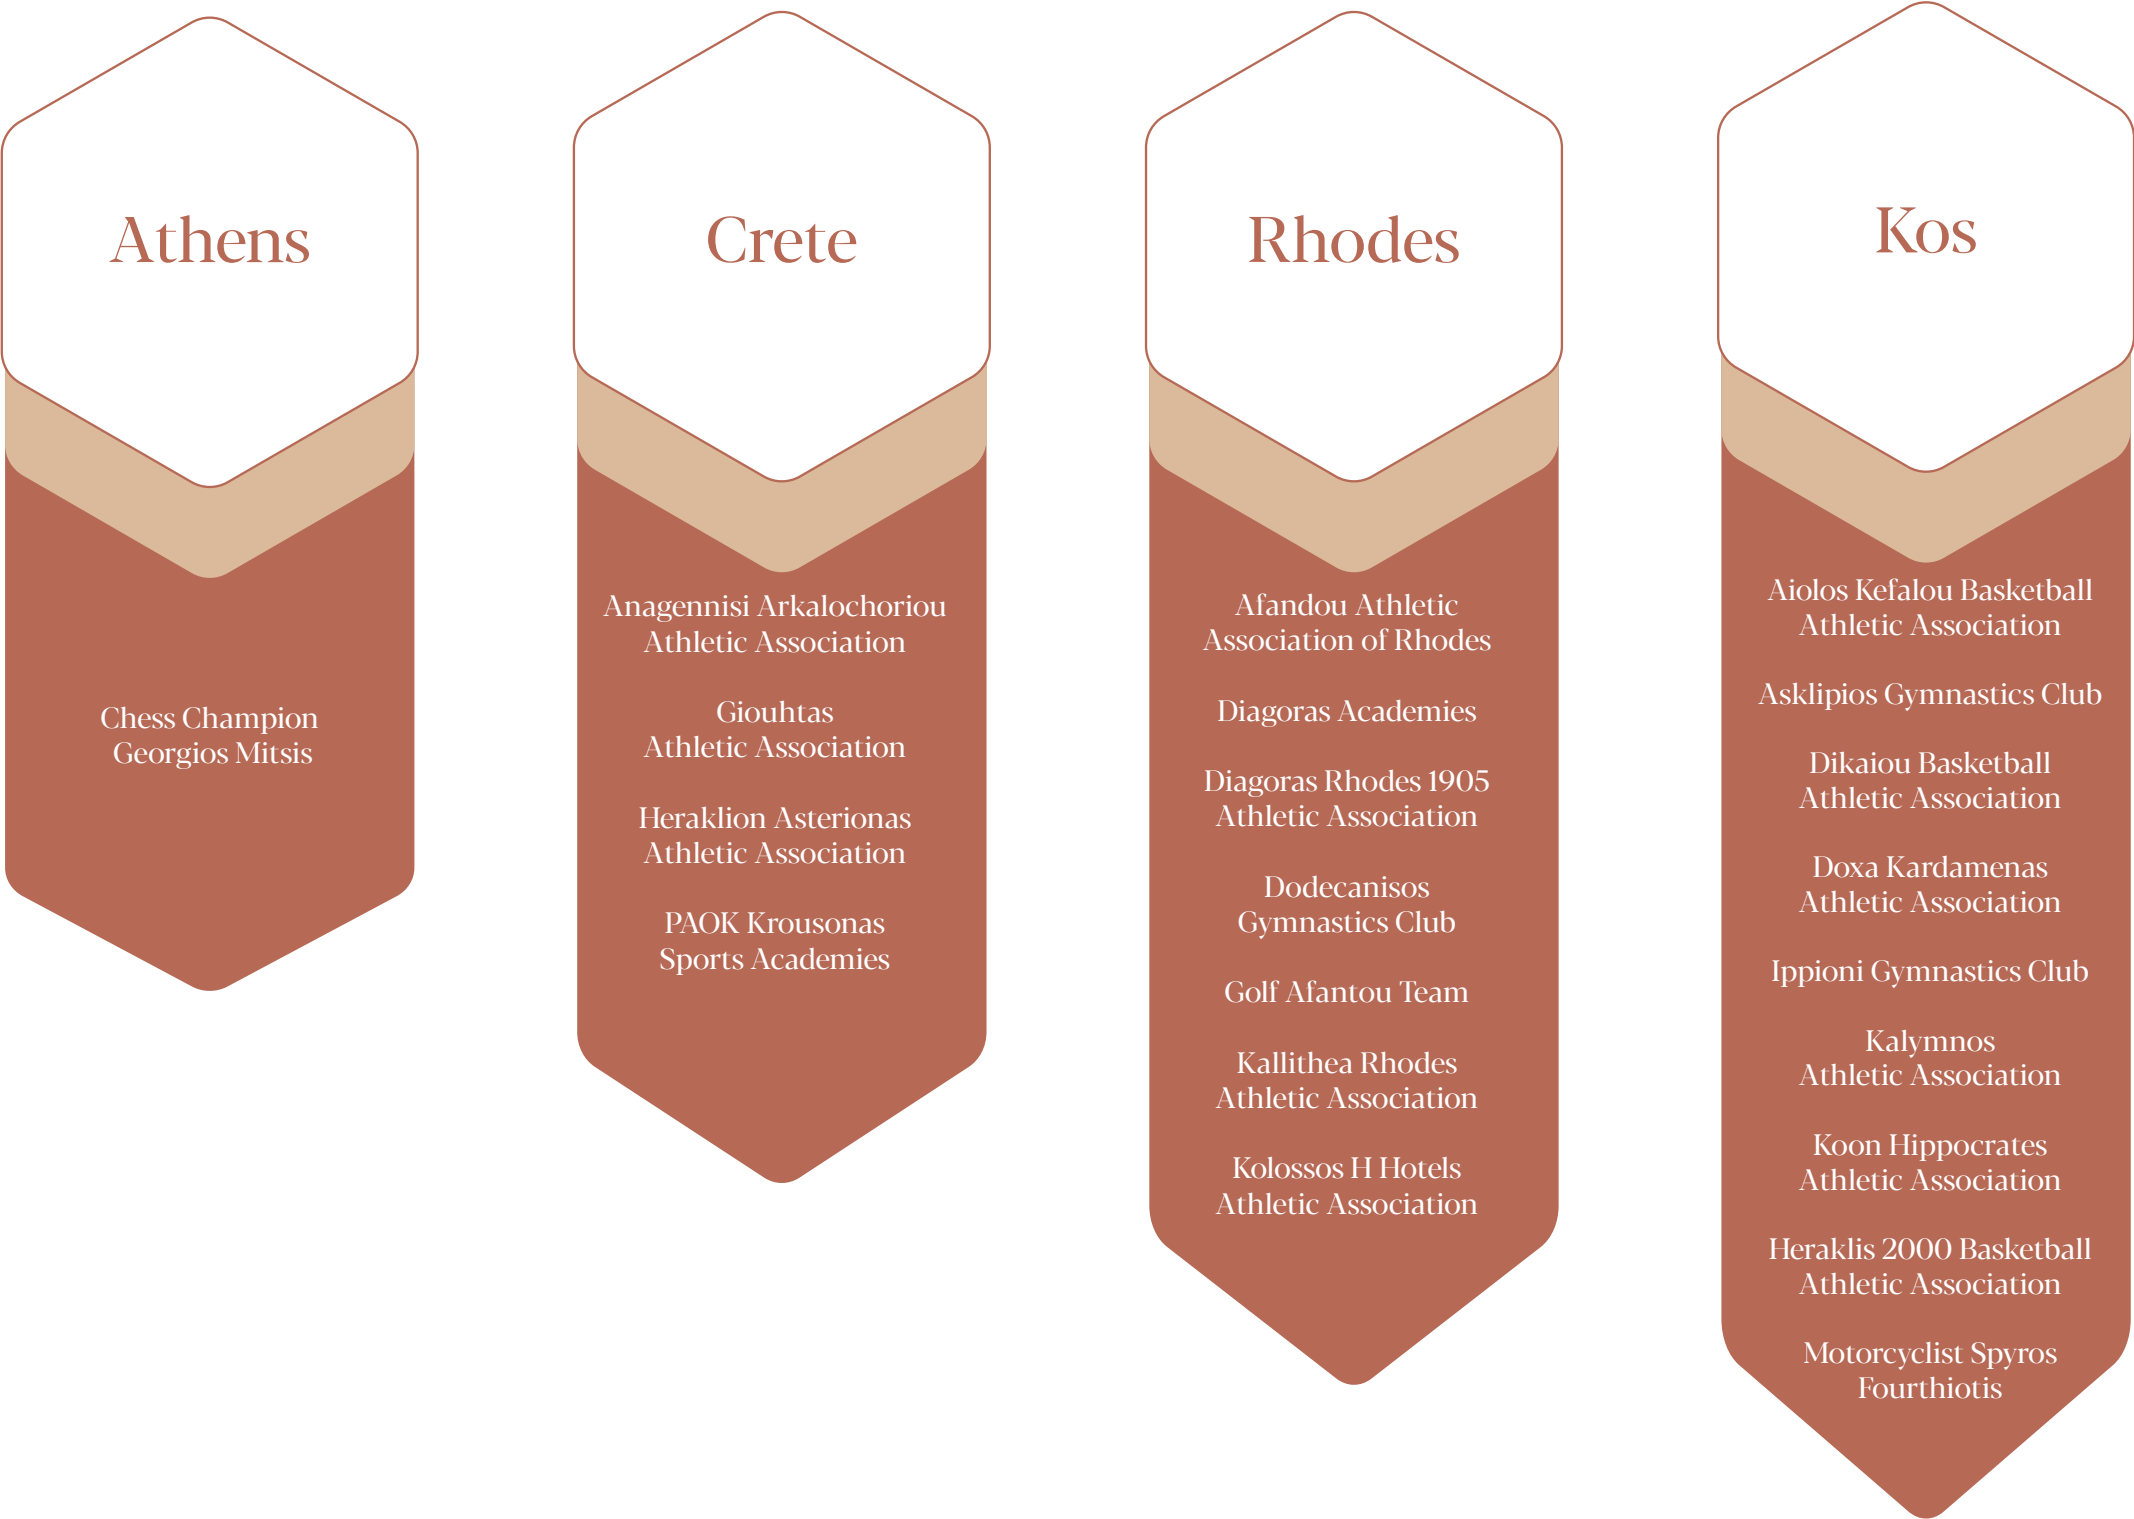 Athens
Chess Champion
Georgios Mitsis
Crete
Anagennisi Arkalochoriou
Athletic Association
Giouhtas
Athletic Association
Heraklion Asterionas
Athletic Association
PAOK Krousonas
Sports Academies
Rhodes
Afandou Athletic
Association of Rhodes
Diagoras Academies
Diagoras Rhodes 1905
Athletic Association
Dodecanisos
Gymnastics Club
Golf Afantou Team
Kallithea Rhodes
Athletic Association
Kolossos H Hotels
Athletic Association
Kos
Aiolos Kefalou Basketball
Athletic Association
Asklipios Gymnastics Club
Dikaiou Basketball
Athletic Association
Doxa Kardamenas
Athletic Association
Ippioni Gymnastics Club
Kalymnos
Athletic Association
Koon Hippocrates
Athletic Association
Heraklis 2000 Basketball
Athletic Association
Motorcyclist Spyros
Fourthiotis